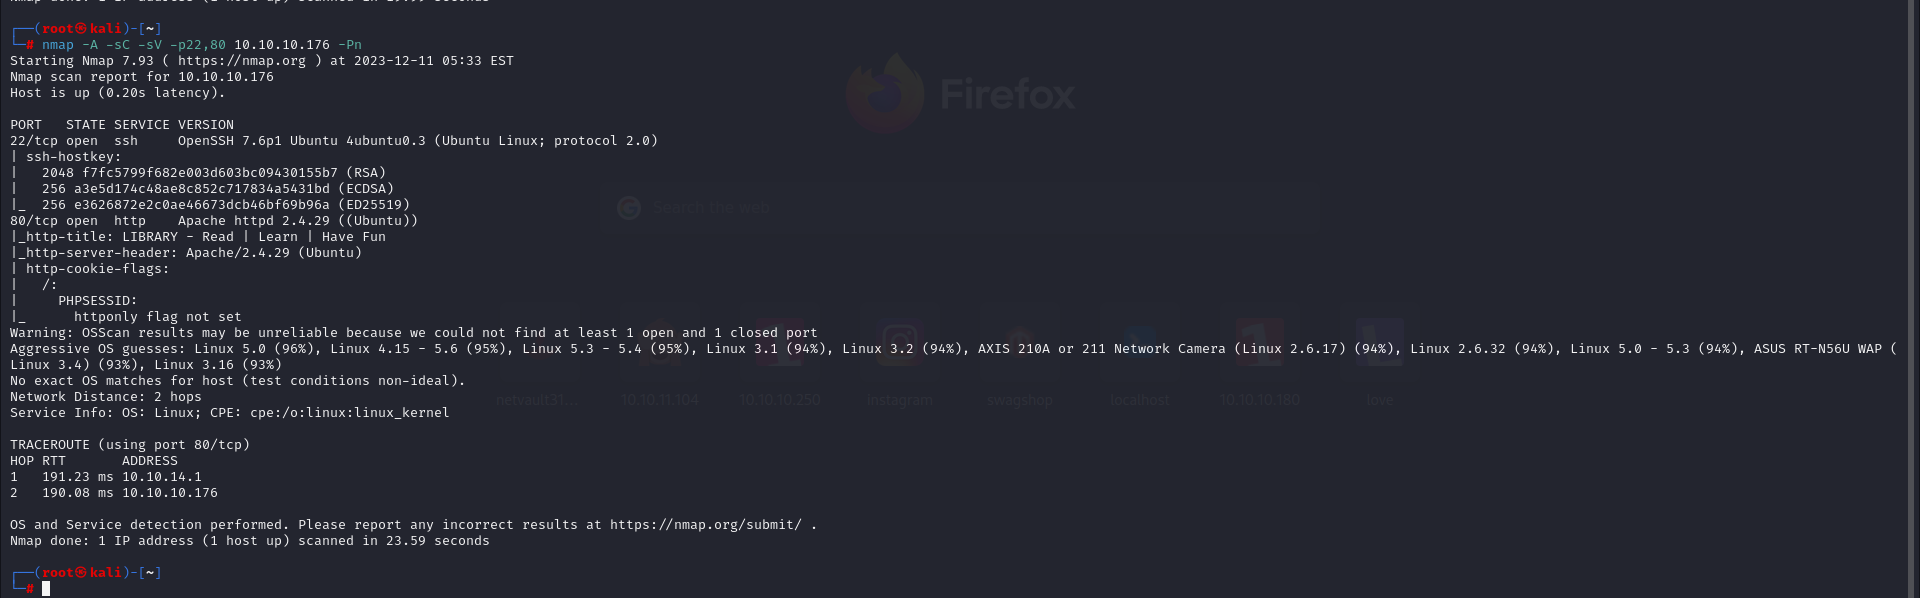 Nmap done: 1 IP address (1 host up) scanned in 19.99 seconds
┌──(root㉿kali)-[~]
└─# nmap -A -sC -sV -p22,80 10.10.10.176 -Pn
Starting Nmap 7.93 ( https://nmap.org ) at 2023-12-11 05:33 EST
Nmap scan report for 10.10.10.176
Host is up (0.20s latency).
PORT   STATE SERVICE VERSION
22/tcp open  ssh     OpenSSH 7.6p1 Ubuntu 4ubuntu0.3 (Ubuntu Linux; protocol 2.0)
| ssh-hostkey:
|   2048 f7fc5799f682e003d603bc09430155b7 (RSA)
|   256 a3e5d174c48ae8c852c717834a5431bd (ECDSA)
|_  256 e3626872e2c0ae46673dcb46bf69b96a (ED25519)
80/tcp open  http    Apache httpd 2.4.29 ((Ubuntu))
|_http-title: LIBRARY - Read | Learn | Have Fun
|_http-server-header: Apache/2.4.29 (Ubuntu)
| http-cookie-flags:
|   /:
|     PHPSESSID:
|_      httponly flag not set
Warning: OSScan results may be unreliable because we could not find at least 1 open and 1 closed port
Aggressive OS guesses: Linux 5.0 (96%), Linux 4.15 - 5.6 (95%), Linux 5.3 - 5.4 (95%), Linux 3.1 (94%), Linux 3.2 (94%), AXIS 210A or 211 Network Camera (Linux 2.6.17) (94%), Linux 2.6.32 (94%), Linux 5.0 - 5.3 (94%), ASUS RT-N56U WAP (
Linux 3.4) (93%), Linux 3.16 (93%)
No exact OS matches for host (test conditions non-ideal).
Network Distance: 2 hops
Service Info: OS: Linux; CPE: cpe:/o:linux:linux_kernel
TRACEROUTE (using port 80/tcp)
HOP RTT       ADDRESS
1   191.23 ms 10.10.14.1
2   190.08 ms 10.10.10.176
OS and Service detection performed. Please report any incorrect results at https://nmap.org/submit/ .
Nmap done: 1 IP address (1 host up) scanned in 23.59 seconds
┌──(root㉿kali)-[~]
└─#
Firefox
Search the web
netvault31... 10.10.11.104 10.10.10.250 instagram swagshop localhost 10.10.10.180 love